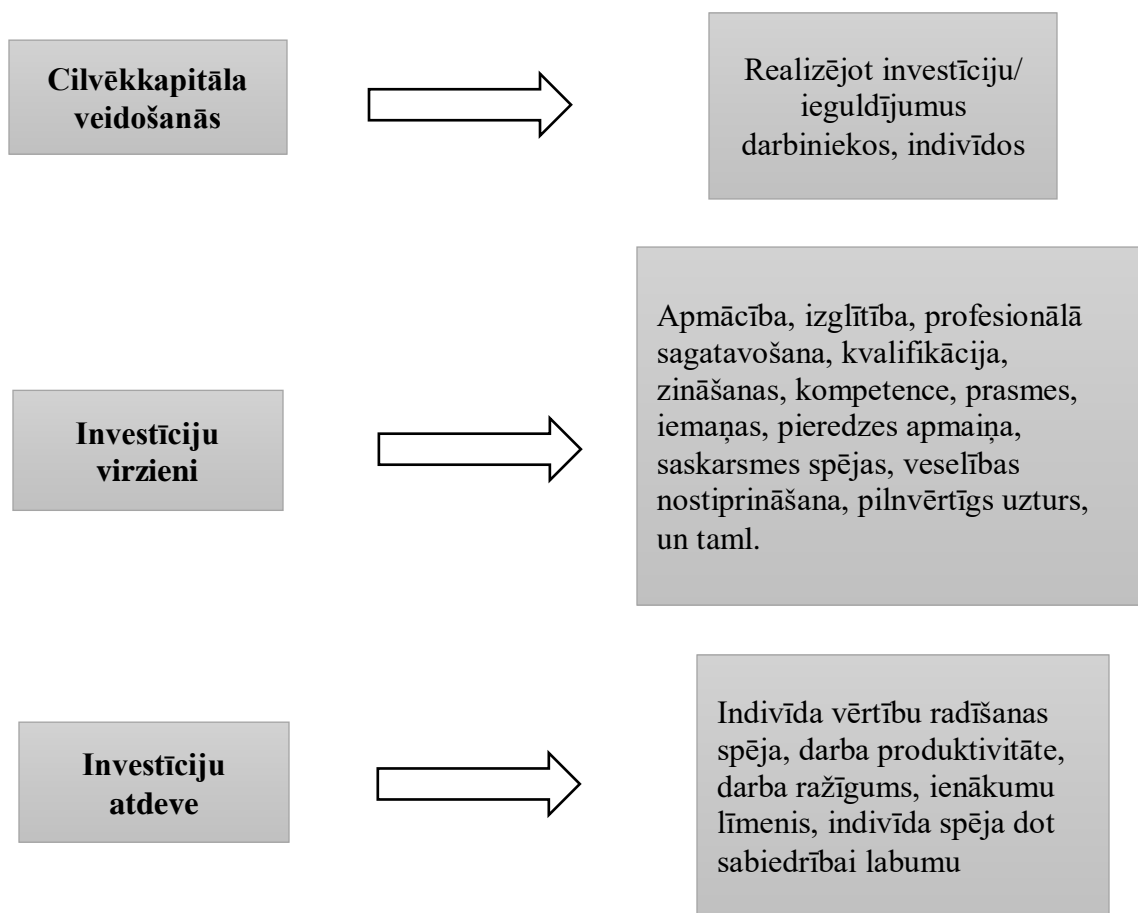 Cilvēkkapitāla
veidošanās
Realizējot investīciju/
ieguldījumus
darbiniekos, indivīdos
Investīciju
virzieni
Apmācība, izglītība, profesionālā
sagatavošana, kvalifikācija,
zināšanas, kompetence, prasmes,
iemaņas, pieredzes apmaiņa,
saskarsmes spējas, veselības
nostiprināšana, pilnvērtīgs uzturs,
un taml.
Investīciju
atdeve
Indivīda vērtību radīšanas
spēja, darba produktivitāte,
darba ražīgums, ienākumu
līmenis, indivīda spēja dot
sabiedrībai labumu